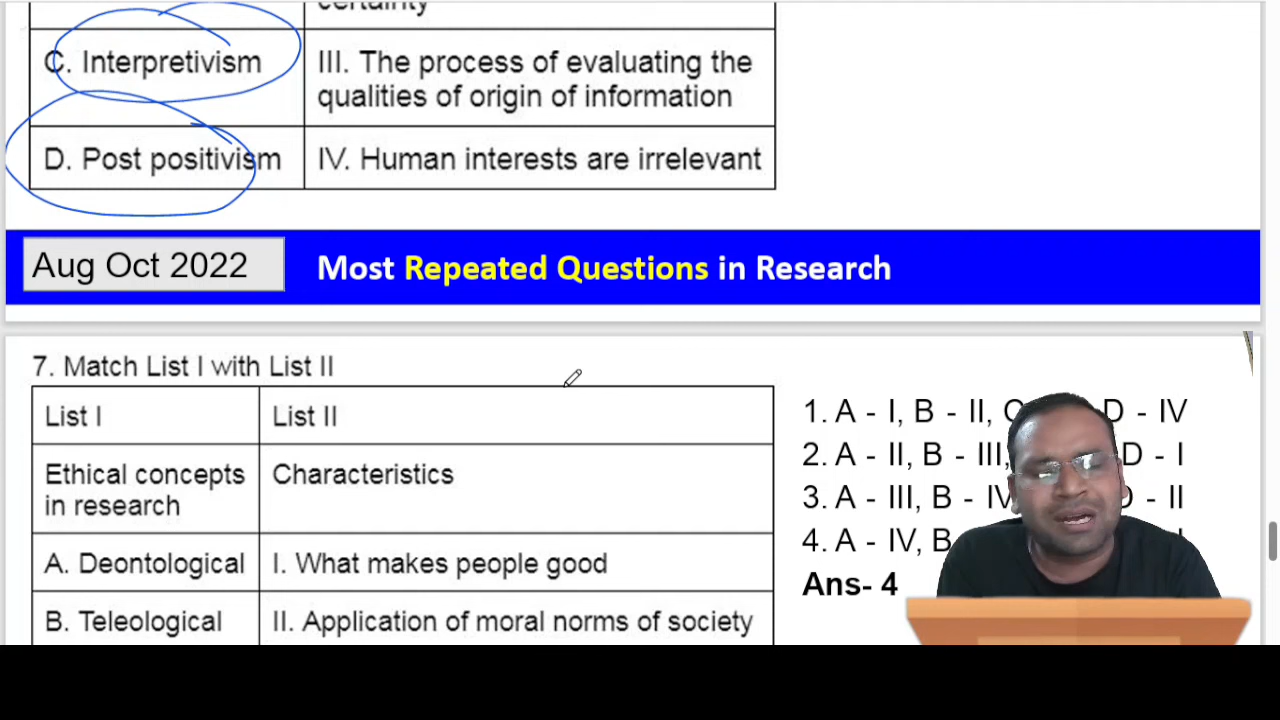 certainty
C. Interpretivism
III. The process of evaluating the
qualities of origin of information
D. Post positivism
IV. Human interests are irrelevant
Aug Oct 2022
Most Repeated Questions in Research
7. Match List I with List II
List I
List II
Ethical concepts
in research
Characteristics
A. Deontological
I. What makes people good
B. Teleological
II. Application of moral norms of society
1. A - I, B - II, C D - IV
2. A - II, B - III, D - I
3. A - III, B - IV - II
4. A - IV, B
Ans- 4